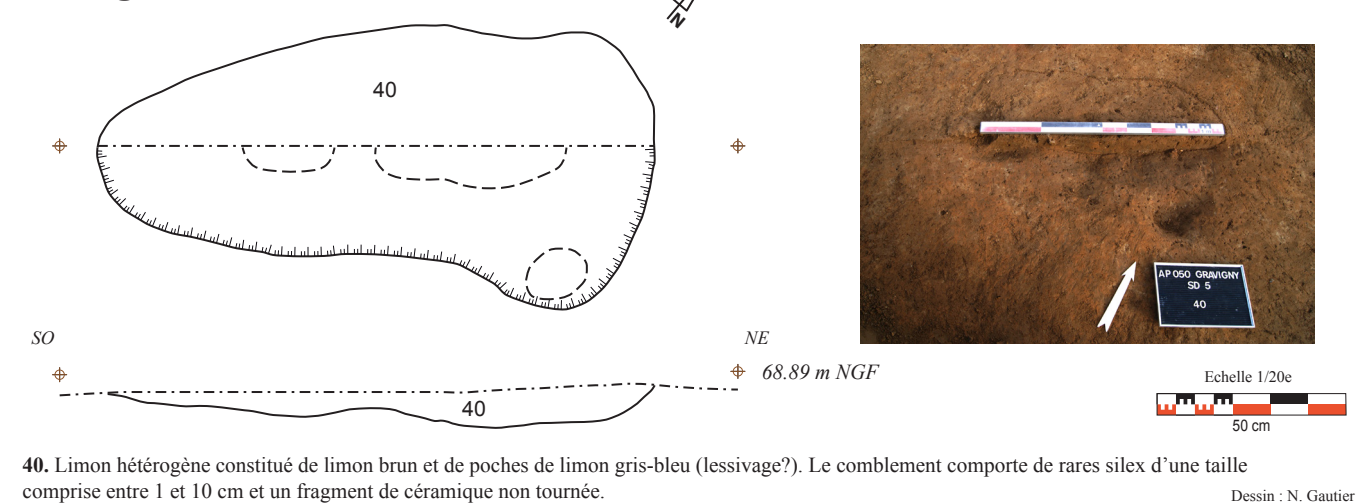 N
40
SO
NE
68.89 m NGF
40
AP 050 GRAVIGNY
SD 5
40
Echelle 1/20e
50 cm
40. Limon hétérogène constitué de limon brun et de poches de limon gris-bleu (lessivage?). Le comblement comporte de rares silex d’une taille
comprise entre 1 et 10 cm et un fragment de céramique non tournée.
Dessin : N. Gautier